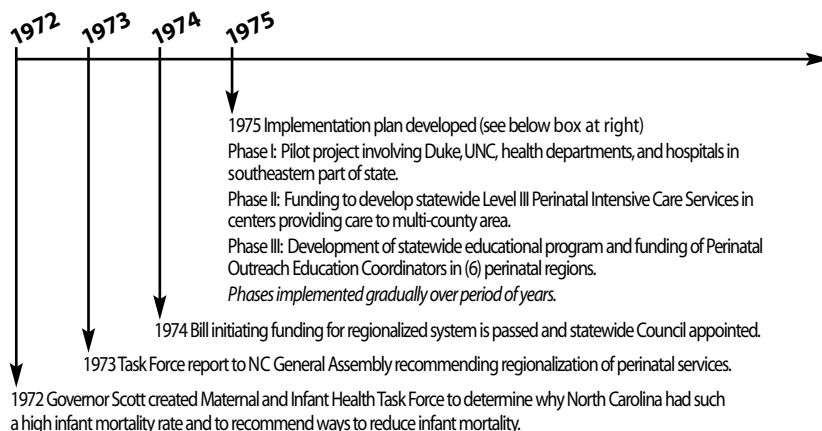 1972 1973 1974 1975
1975 Implementation plan developed (see below box at right)
Phase I: Pilot project involving Duke, UNC, health departments, and hospitals in
southeastern part of state.
Phase II: Funding to develop statewide Level III Perinatal Intensive Care Services in
centers providing care to multi-county area.
Phase III: Development of statewide educational program and funding of Perinatal
Outreach Education Coordinators in (6) perinatal regions.
Phases implemented gradually over period of years.
1974 Bill initiating funding for regionalized system is passed and statewide Council appointed.
1973 Task Force report to NC General Assembly recommending regionalization of perinatal services.
1972 Governor Scott created Maternal and Infant Health Task Force to determine why North Carolina had such
a high infant mortality rate and to recommend ways to reduce infant mortality.